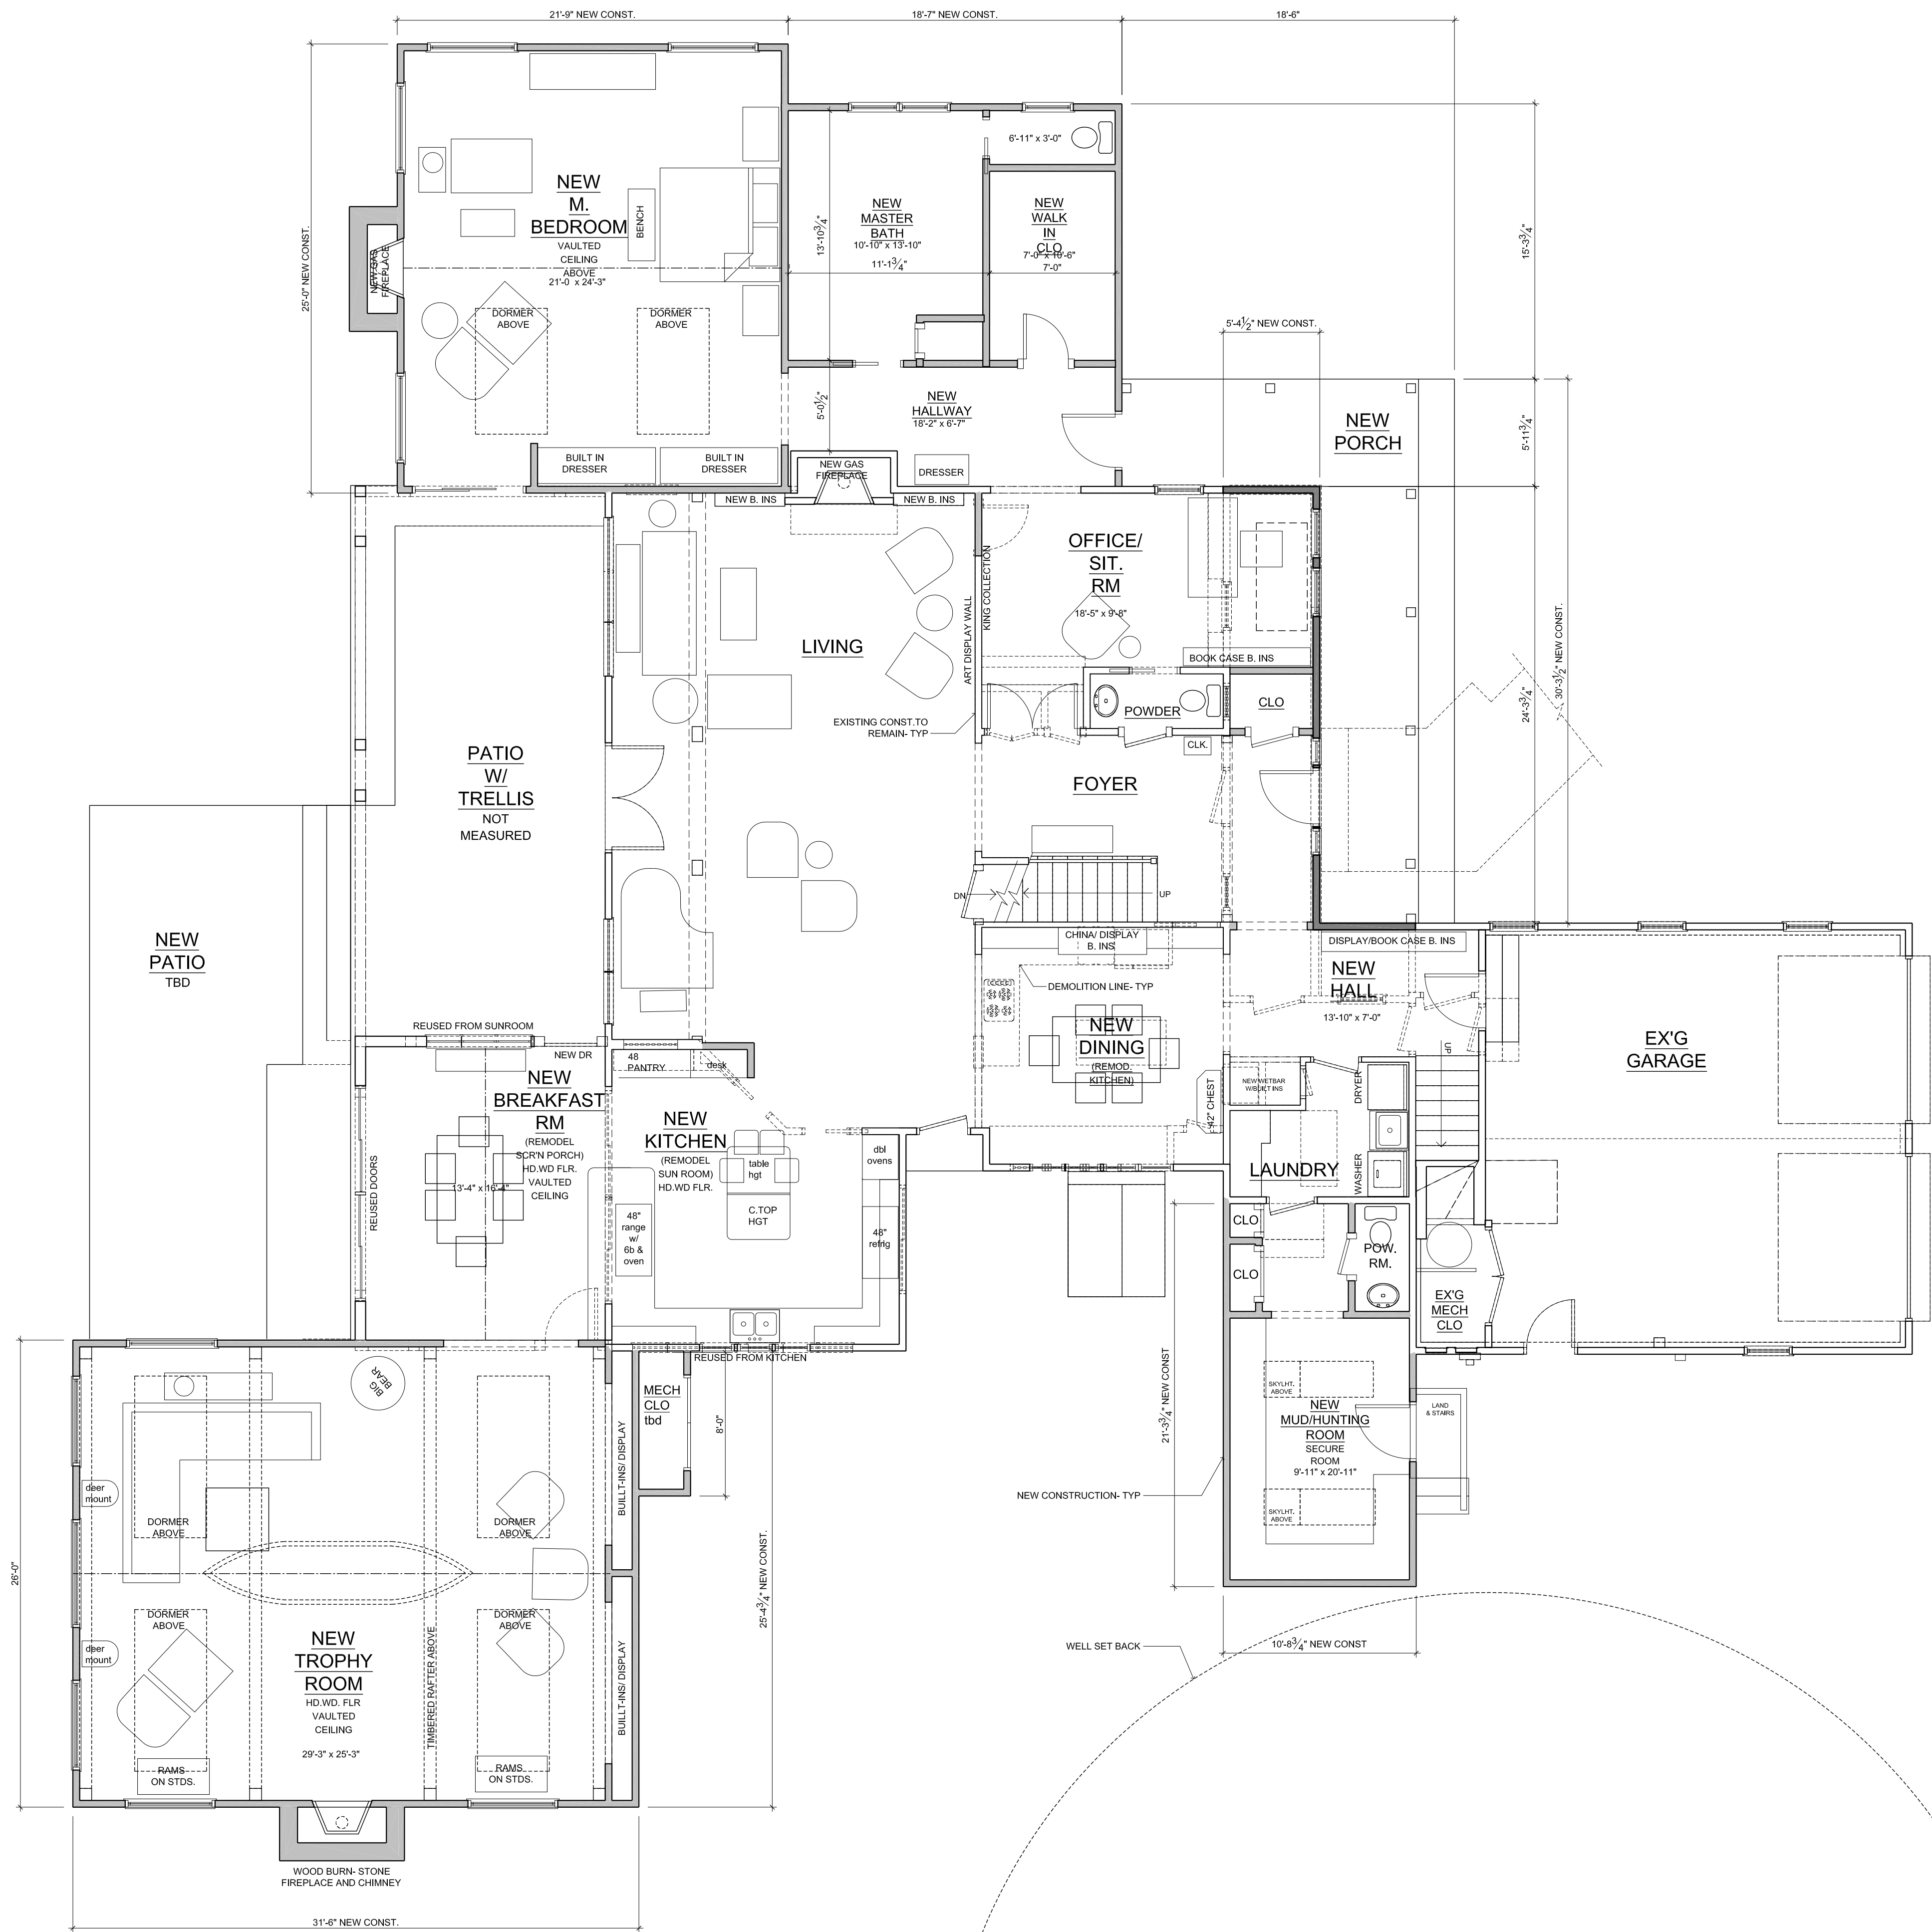 21'-9" NEW CONST.
18'-7" NEW CONST.
18'-6"
25'-0" NEW CONST.
NEW
M.
BEDROOM
VAULTED
CEILING
ABOVE
21'-0 x 24'-3"
BENCH
NEW GAS
FIREPLACE
DORMER
ABOVE
DORMER
ABOVE
BUILT IN
DRESSER
BUILT IN
DRESSER
6'-11" x 3'-0"
NEW
MASTER
BATH
10'-10" x 13'-10"
11'-1 3/4"
13'-10 3/4"
NEW
WALK
IN
CLO
7'-0" x 10'-6"
7'-0"
5'-0 1/2"
NEW
HALLWAY
18'-2" x 6'-7"
DRESSER
NEW GAS
FIREPLACE
NEW B. INS
NEW B. INS
15'-3 3/4"
5'-4 1/2" NEW CONST.
NEW
PORCH
5'-11 3/4"
30'-3 1/2" NEW CONST.
24'-3 3/4"
OFFICE/
SIT.
RM
18'-5" x 9'-8"
KING COLLECTION
ART DISPLAY WALL
BOOK CASE B. INS
LIVING
EXISTING CONST.TO
REMAIN- TYP
POWDER
CLO
CLK.
FOYER
PATIO
W/
TRELLIS
NOT
MEASURED
DN
UP
NEW
PATIO
TBD
CHINA/ DISPLAY
B. INS
DISPLAY/BOOK CASE B. INS
NEW
HALL
13'-10" x 7'-0"
DEMOLITION LINE- TYP
NEW
DINING
(REMOD.
KITCHEN)
42" CHEST
NEW WETBAR
W/BUILT INS
DRYER
WASHER
LAUNDRY
UP
EX'G
GARAGE
REUSED FROM SUNROOM
NEW DR
48
PANTRY
desk
NEW
BREAKFAST
RM
(REMODEL
SCR'N PORCH)
HD.WD FLR.
VAULTED
CEILING
13'-4" x 16'-4"
REUSED DOORS
NEW
KITCHEN
(REMODEL
SUN ROOM)
HD.WD FLR.
table
hgt
C.TOP
HGT
dbl
ovens
48"
range
w/
6b &
oven
48"
refrig
REUSED FROM KITCHEN
CLO
CLO
POW.
RM.
EX'G
MECH
CLO
26'-0"
BIG
BEAR
MECH
CLO
tbd
8'-0"
BUILLT-INS/ DISPLAY
BUILLT-INS/ DISPLAY
deer
mount
deer
mount
DORMER
ABOVE
DORMER
ABOVE
DORMER
ABOVE
DORMER
ABOVE
TIMBERED RAFTER ABOVE
NEW
TROPHY
ROOM
HD.WD. FLR
VAULTED
CEILING
29'-3" x 25'-3"
RAMS
ON STDS.
RAMS
ON STDS.
25'-4 3/4" NEW CONST.
21'-3 3/4" NEW CONST
SKYLHT.
ABOVE
NEW
MUD/HUNTING
ROOM
SECURE
ROOM
9'-11" x 20'-11"
SKYLHT.
ABOVE
LAND
& STAIRS
NEW CONSTRUCTION- TYP
10'-8 3/4" NEW CONST
WELL SET BACK
WOOD BURN- STONE
FIREPLACE AND CHIMNEY
31'-6" NEW CONST.